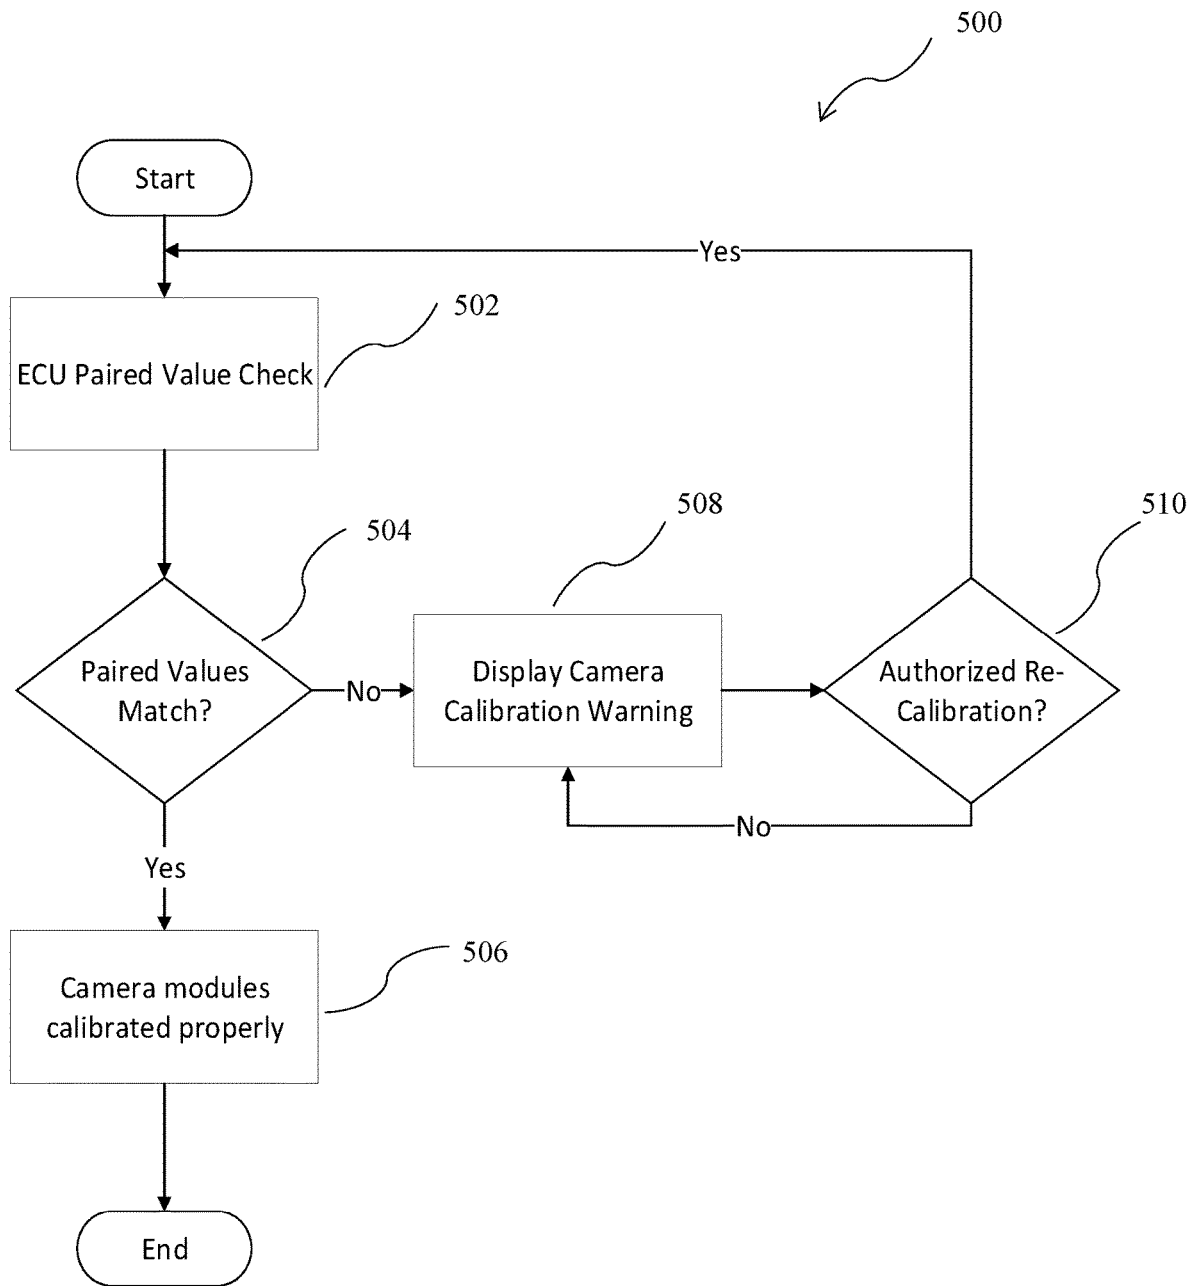 500
Start
Yes
502
ECU Paired Value Check
504
508
510
Paired Values
Match?
No
Display Camera
Calibration Warning
Authorized Re-
Calibration?
No
Yes
506
Camera modules
calibrated properly
End